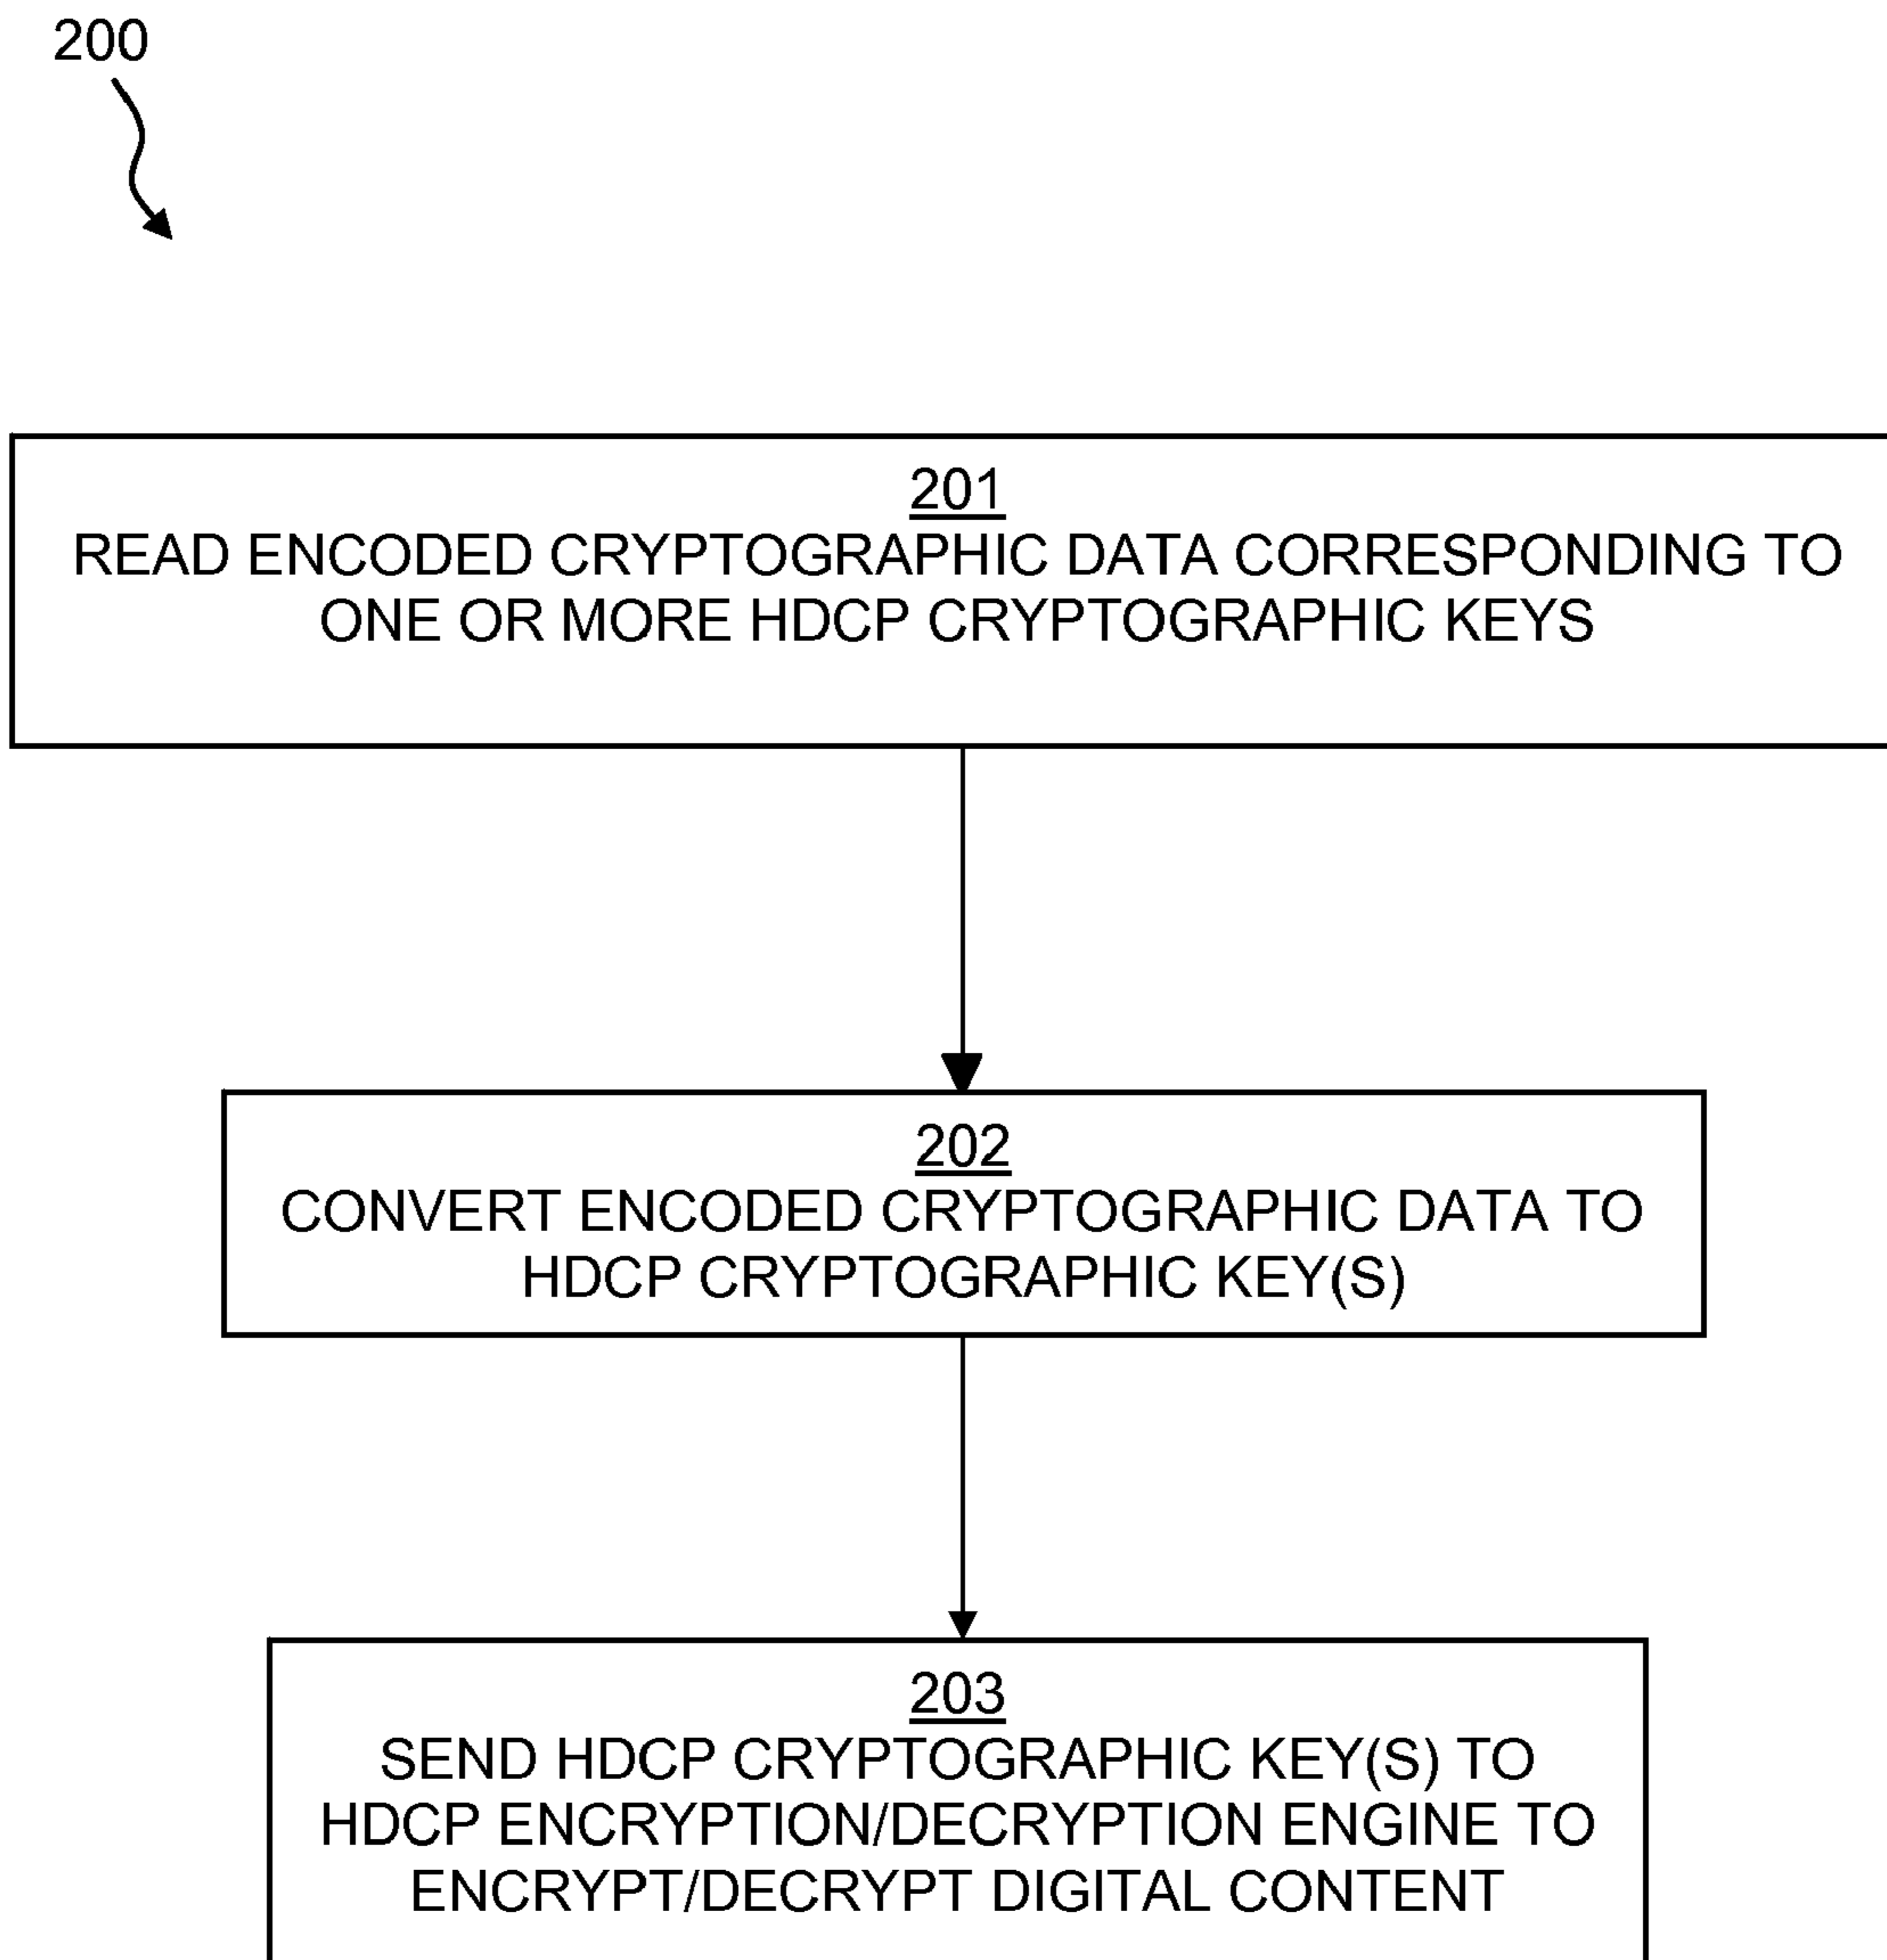 200
201
READ ENCODED CRYPTOGRAPHIC DATA CORRESPONDING TO
ONE OR MORE HDCP CRYPTOGRAPHIC KEYS
202
CONVERT ENCODED CRYPTOGRAPHIC DATA TO
HDCP CRYPTOGRAPHIC KEY(S)
203
SEND HDCP CRYPTOGRAPHIC KEY(S) TO
HDCP ENCRYPTION/DECRYPTION ENGINE TO
ENCRYPT/DECRYPT DIGITAL CONTENT